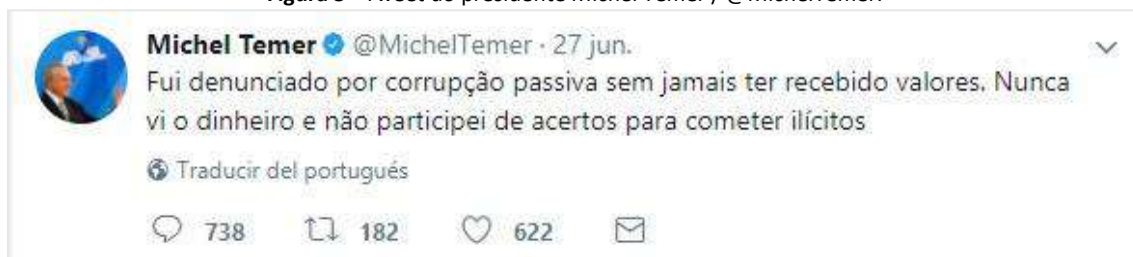 Michel Temer @MichelTemer · 27 jun.
Fui denunciado por corrupção passiva sem jamais ter recebido valores. Nunca
vi o dinheiro e não participei de acertos para cometer ilícitos
Traducir del portugués
738 182 622